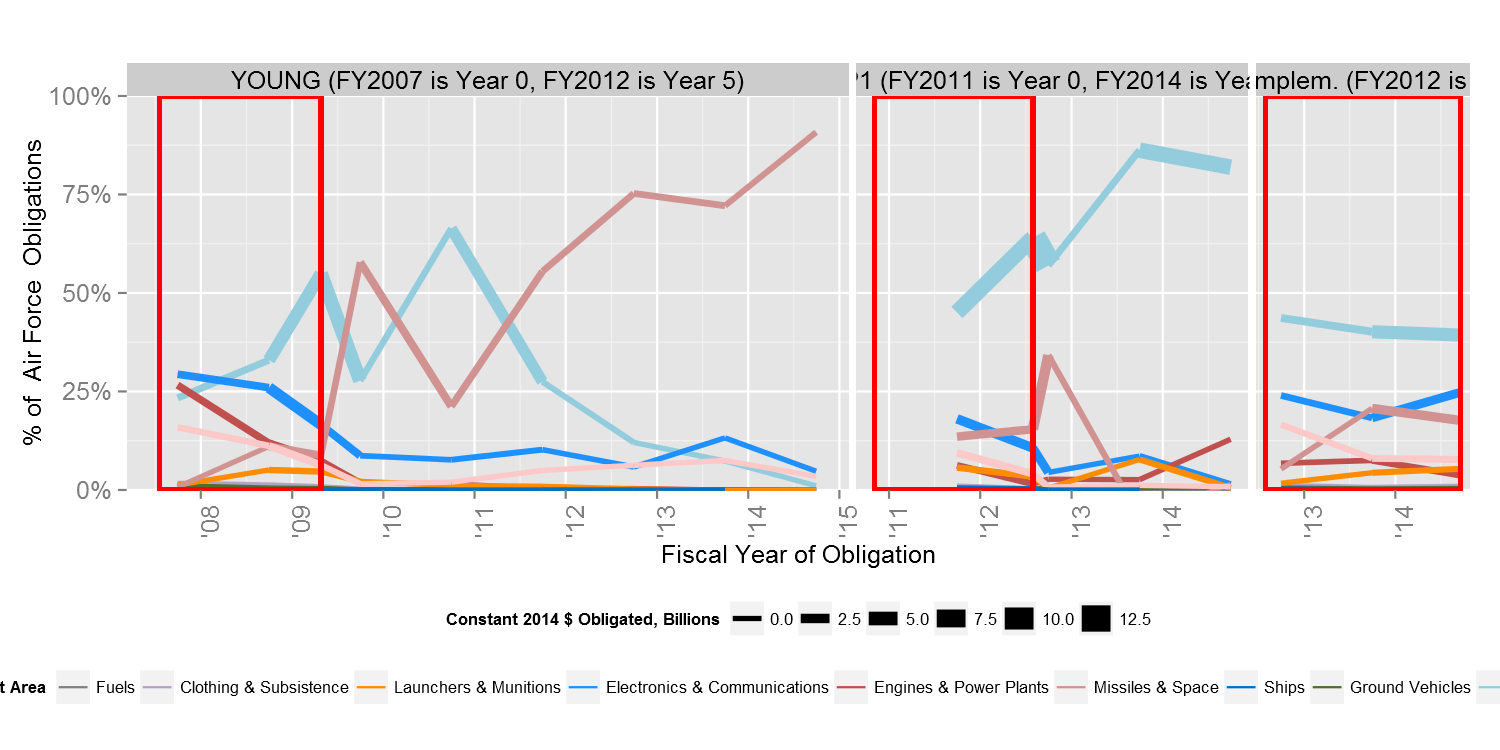 YOUNG (FY2007 is Year 0, FY2012 is Year 5)
P1 (FY2011 is Year 0, FY2014 is Yea
mplem. (FY2012 is
% of Air Force Obligations
100%
75%
50%
25%
0%
'08
'09
'10
'11
'12
'13
'14
'15
'11
'12
'13
'14
'13
'14
Fiscal Year of Obligation
Constant 2014 $ Obligated, Billions 0.0 2.5 5.0 7.5 10.0 12.5
t Area Fuels Clothing & Subsistence Launchers & Munitions Electronics & Communications Engines & Power Plants Missiles & Space Ships Ground Vehicles